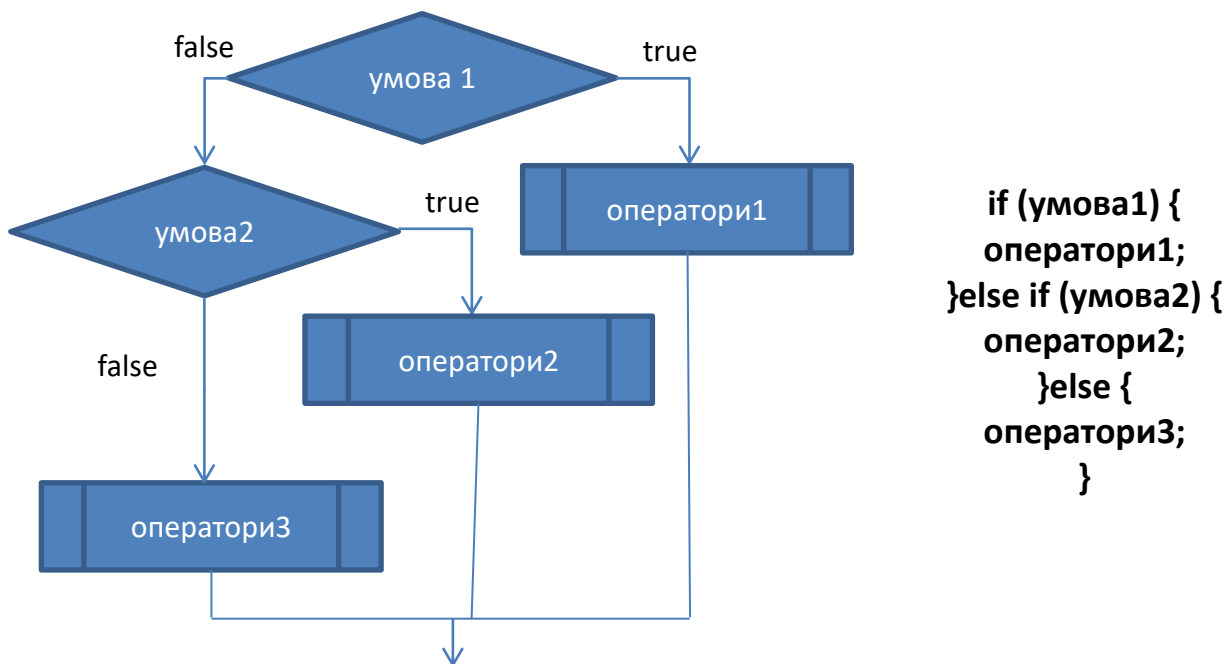 false
true
умова 1
true
оператори1
умова2
false
оператори2
оператори3
if (умова1) {
оператори1;
}else if (умова2) {
оператори2;
}else {
оператори3;
}